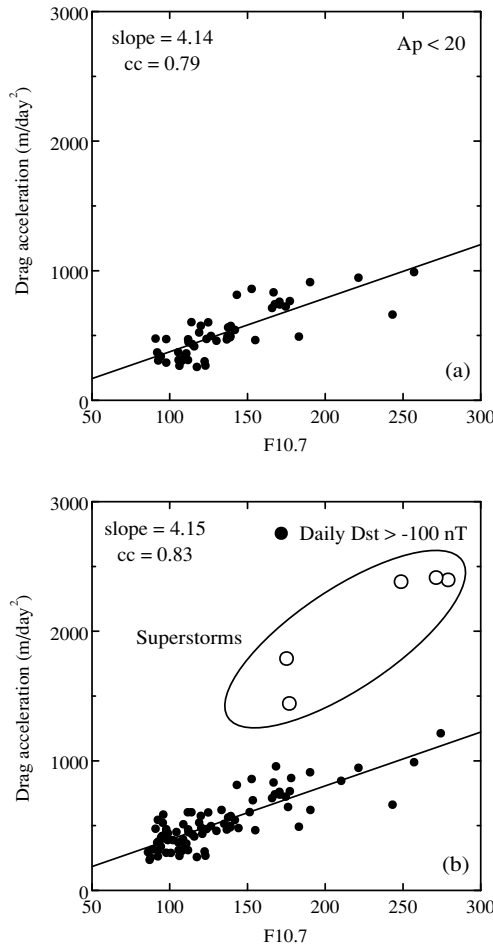 3000
slope = 4.14
cc = 0.79
Ap < 20
2000
1000
0
Drag acceleration (m/day²)
(a)
50 100 150 200 250 300
F10.7
3000
slope = 4.15
cc = 0.83
Daily Dst > -100 nT
Superstorms
2000
1000
0
Drag acceleration (m/day²)
(b)
50 100 150 200 250 300
F10.7